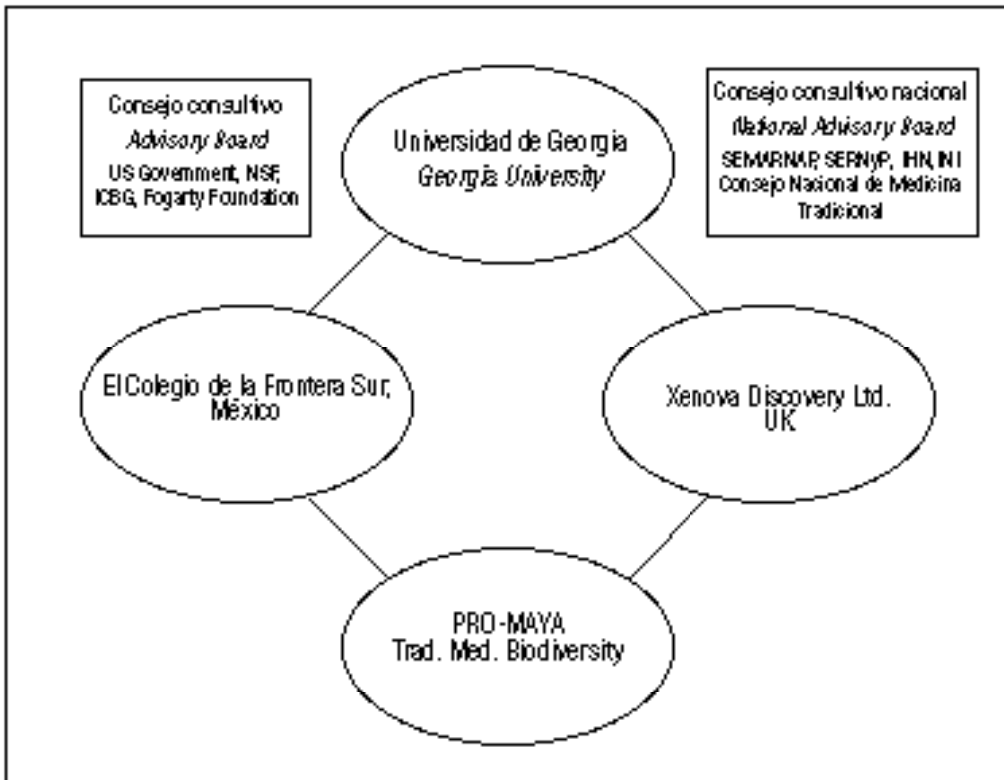 Consejo consultivo
Advisory Board
US Government, NSF,
ICBG, Fogarty Foundation
Universidad de Georgia
Georgia University
Consejo consultivo nacional
National Advisory Board
SEMARNAP, SERNyP, IHN, INI
Consejo Nacional de Medicina
Tradicional
El Colegio de la Frontera Sur,
México
Xenova Discovery Ltd.
UK
PRO-MAYA
Trad. Med. Biodiversity